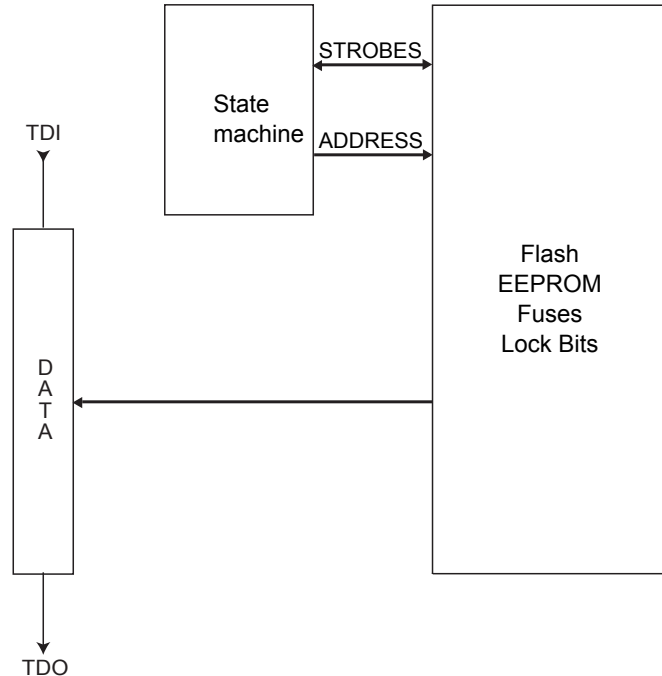 STROBES
State
machine
ADDRESS
TDI
Flash
EEPROM
Fuses
Lock Bits
D
A
T
A
TDO